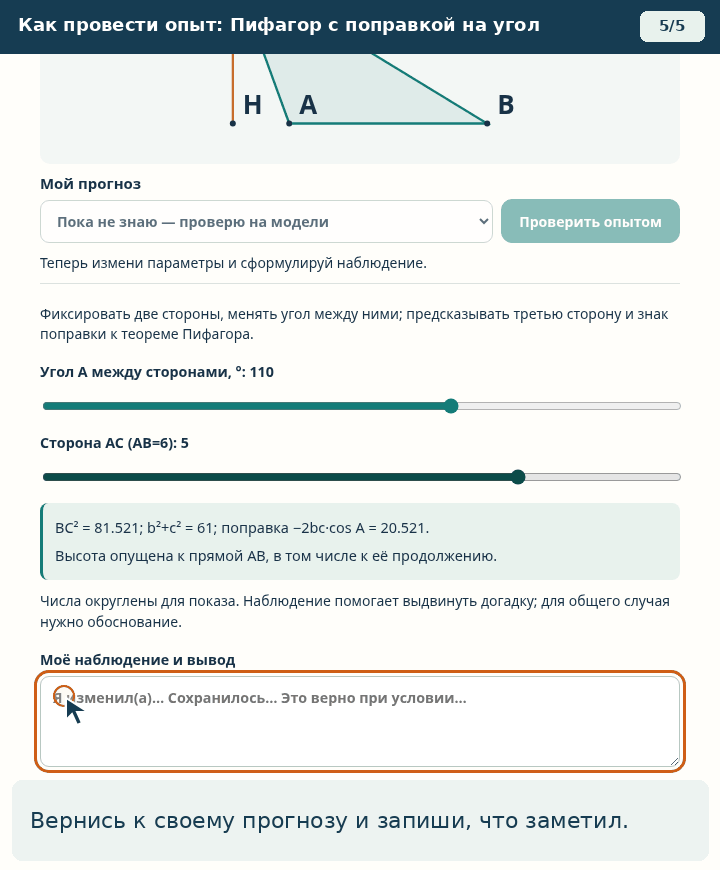 Как провести опыт: Пифагор с поправкой на угол
5/5
H A B
Мой прогноз
Пока не знаю — проверю на модели
Проверить опытом
Теперь измени параметры и сформулируй наблюдение.
Фиксировать две стороны, менять угол между ними; предсказывать третью сторону и знак
поправки к теореме Пифагора.
Угол A между сторонами, °: 110
Сторона AC (AB=6): 5
BC² = 81.521; b²+c² = 61; поправка −2bc·cos A = 20.521.
Высота опущена к прямой AB, в том числе к её продолжению.
Числа округлены для показа. Наблюдение помогает выдвинуть догадку; для общего случая
нужно обоснование.
Моё наблюдение и вывод
Я изменил(а)… Сохранилось… Это верно при условии…
Вернись к своему прогнозу и запиши, что заметил.